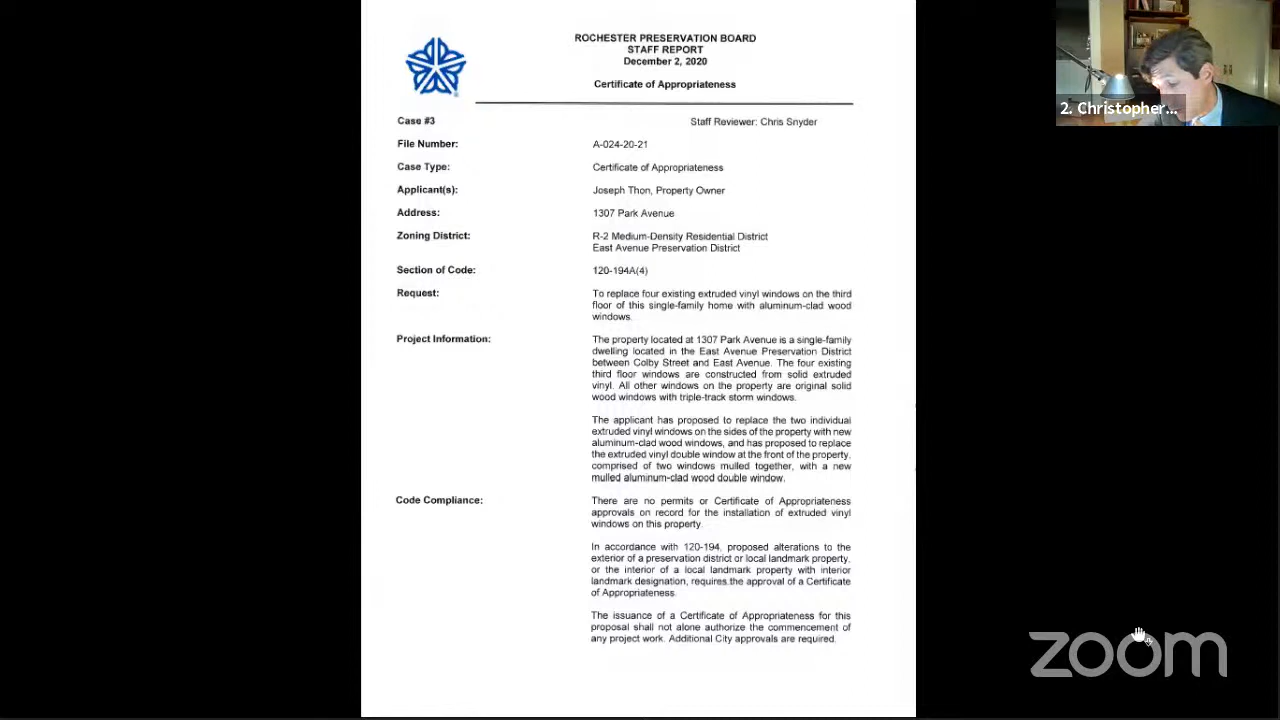 ROCHESTER PRESERVATION BOARD
STAFF REPORT
December 2, 2020
Certificate of Appropriateness
Case #3
Staff Reviewer: Chris Snyder
File Number:
A-024-20-21
Case Type:
Certificate of Appropriateness
Applicant(s):
Joseph Thon, Property Owner
Address:
1307 Park Avenue
Zoning District:
R-2 Medium-Density Residential District
East Avenue Preservation District
Section of Code:
120-194A(4)
Request:
To replace four existing extruded vinyl windows on the third
floor of this single-family home with aluminum-clad wood
windows.
Project Information:
The property located at 1307 Park Avenue is a single-family
dwelling located in the East Avenue Preservation District
between Colby Street and East Avenue. The four existing
third floor windows are constructed from solid extruded
vinyl. All other windows on the property are original solid
wood windows with triple-track storm windows.
The applicant has proposed to replace the two individual
extruded vinyl windows on the sides of the property with new
aluminum-clad wood windows, and has proposed to replace
the extruded vinyl double window at the front of the property,
comprised of two windows mulled together, with a new
mulled aluminum-clad wood double window.
Code Compliance:
There are no permits or Certificate of Appropriateness
approvals on record for the installation of extruded vinyl
windows on this property.
In accordance with 120-194, proposed alterations to the
exterior of a preservation district or local landmark property,
or the interior of a local landmark property with interior
landmark designation, requires the approval of a Certificate
of Appropriateness.
The issuance of a Certificate of Appropriateness for this
proposal shall not alone authorize the commencement of
any project work. Additional City approvals are required.
2. Christopher...
zoom